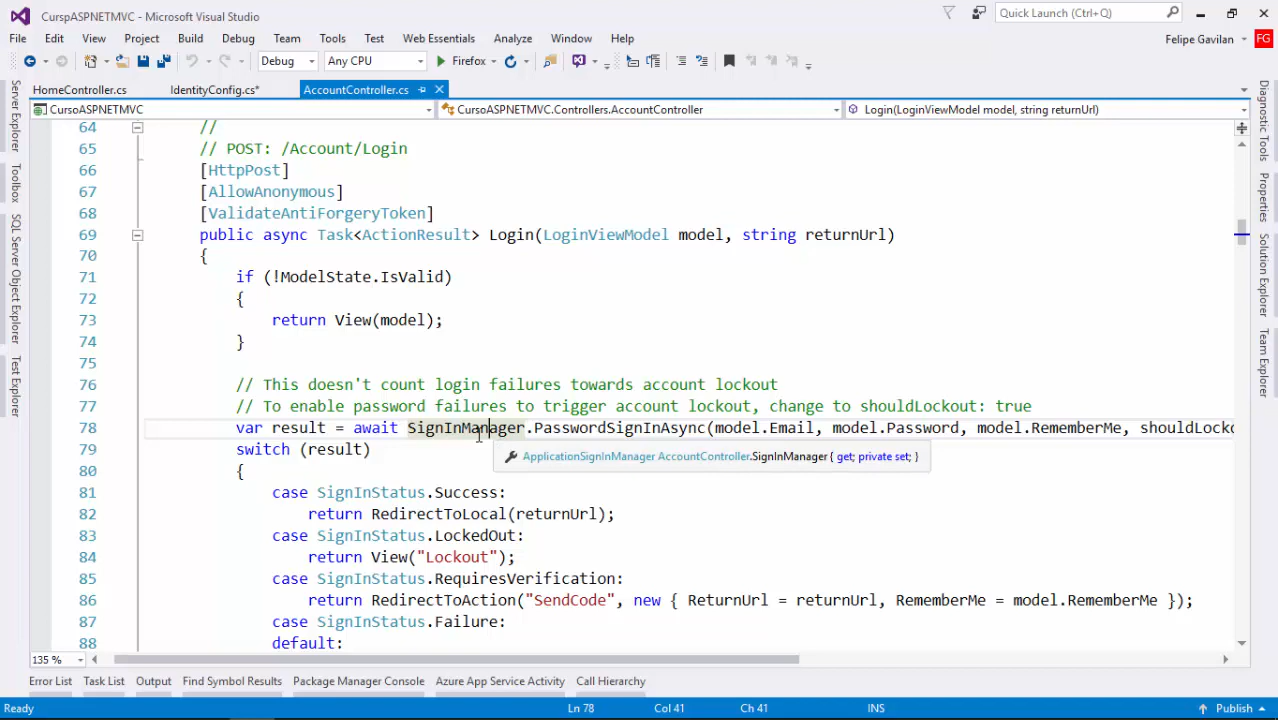 CurspASPNETMVC - Microsoft Visual Studio
Quick Launch (Ctrl+Q)
File Edit View Project Build Debug Team Tools Test Web Essentials Analyze Window Help
Felipe Gavilan FG
Debug Any CPU Firefox
HomeController.cs IdentityConfig.cs* AccountController.cs
CursoASPNETMVC CursoASPNETMVC.Controllers.AccountController Login(LoginViewModel model, string returnUrl)
Server Explorer
Toolbox
SQL Server Object Explorer
Test Explorer
64 //
65 // POST: /Account/Login
66 [HttpPost]
67 [AllowAnonymous]
68 [ValidateAntiForgeryToken]
69 public async Task<ActionResult> Login(LoginViewModel model, string returnUrl)
70 {
71 if (!ModelState.IsValid)
72 {
73 return View(model);
74 }
75
76 // This doesn't count login failures towards account lockout
77 // To enable password failures to trigger account lockout, change to shouldLockout: true
78 var result = await SignInManager.PasswordSignInAsync(model.Email, model.Password, model.RememberMe, shouldLocko
79 switch (result)
ApplicationSignInManager AccountController.SignInManager { get; private set; }
80 {
81 case SignInStatus.Success:
82 return RedirectToLocal(returnUrl);
83 case SignInStatus.LockedOut:
84 return View("Lockout");
85 case SignInStatus.RequiresVerification:
86 return RedirectToAction("SendCode", new { ReturnUrl = returnUrl, RememberMe = model.RememberMe });
87 case SignInStatus.Failure:
88 default:
Diagnostic Tools
Properties
Solution Explorer
Team Explorer
135 %
Error List Task List Output Find Symbol Results Package Manager Console Azure App Service Activity Call Hierarchy
Ready Ln 78 Col 41 Ch 41 INS Publish